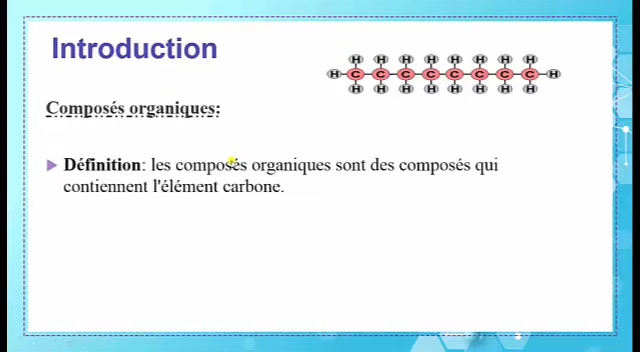 Introduction
H H H H H H H H
H C C C C C C C C H
H H H H H H H H
Composés organiques:
Définition: les composés organiques sont des composés qui
contiennent l'élément carbone.